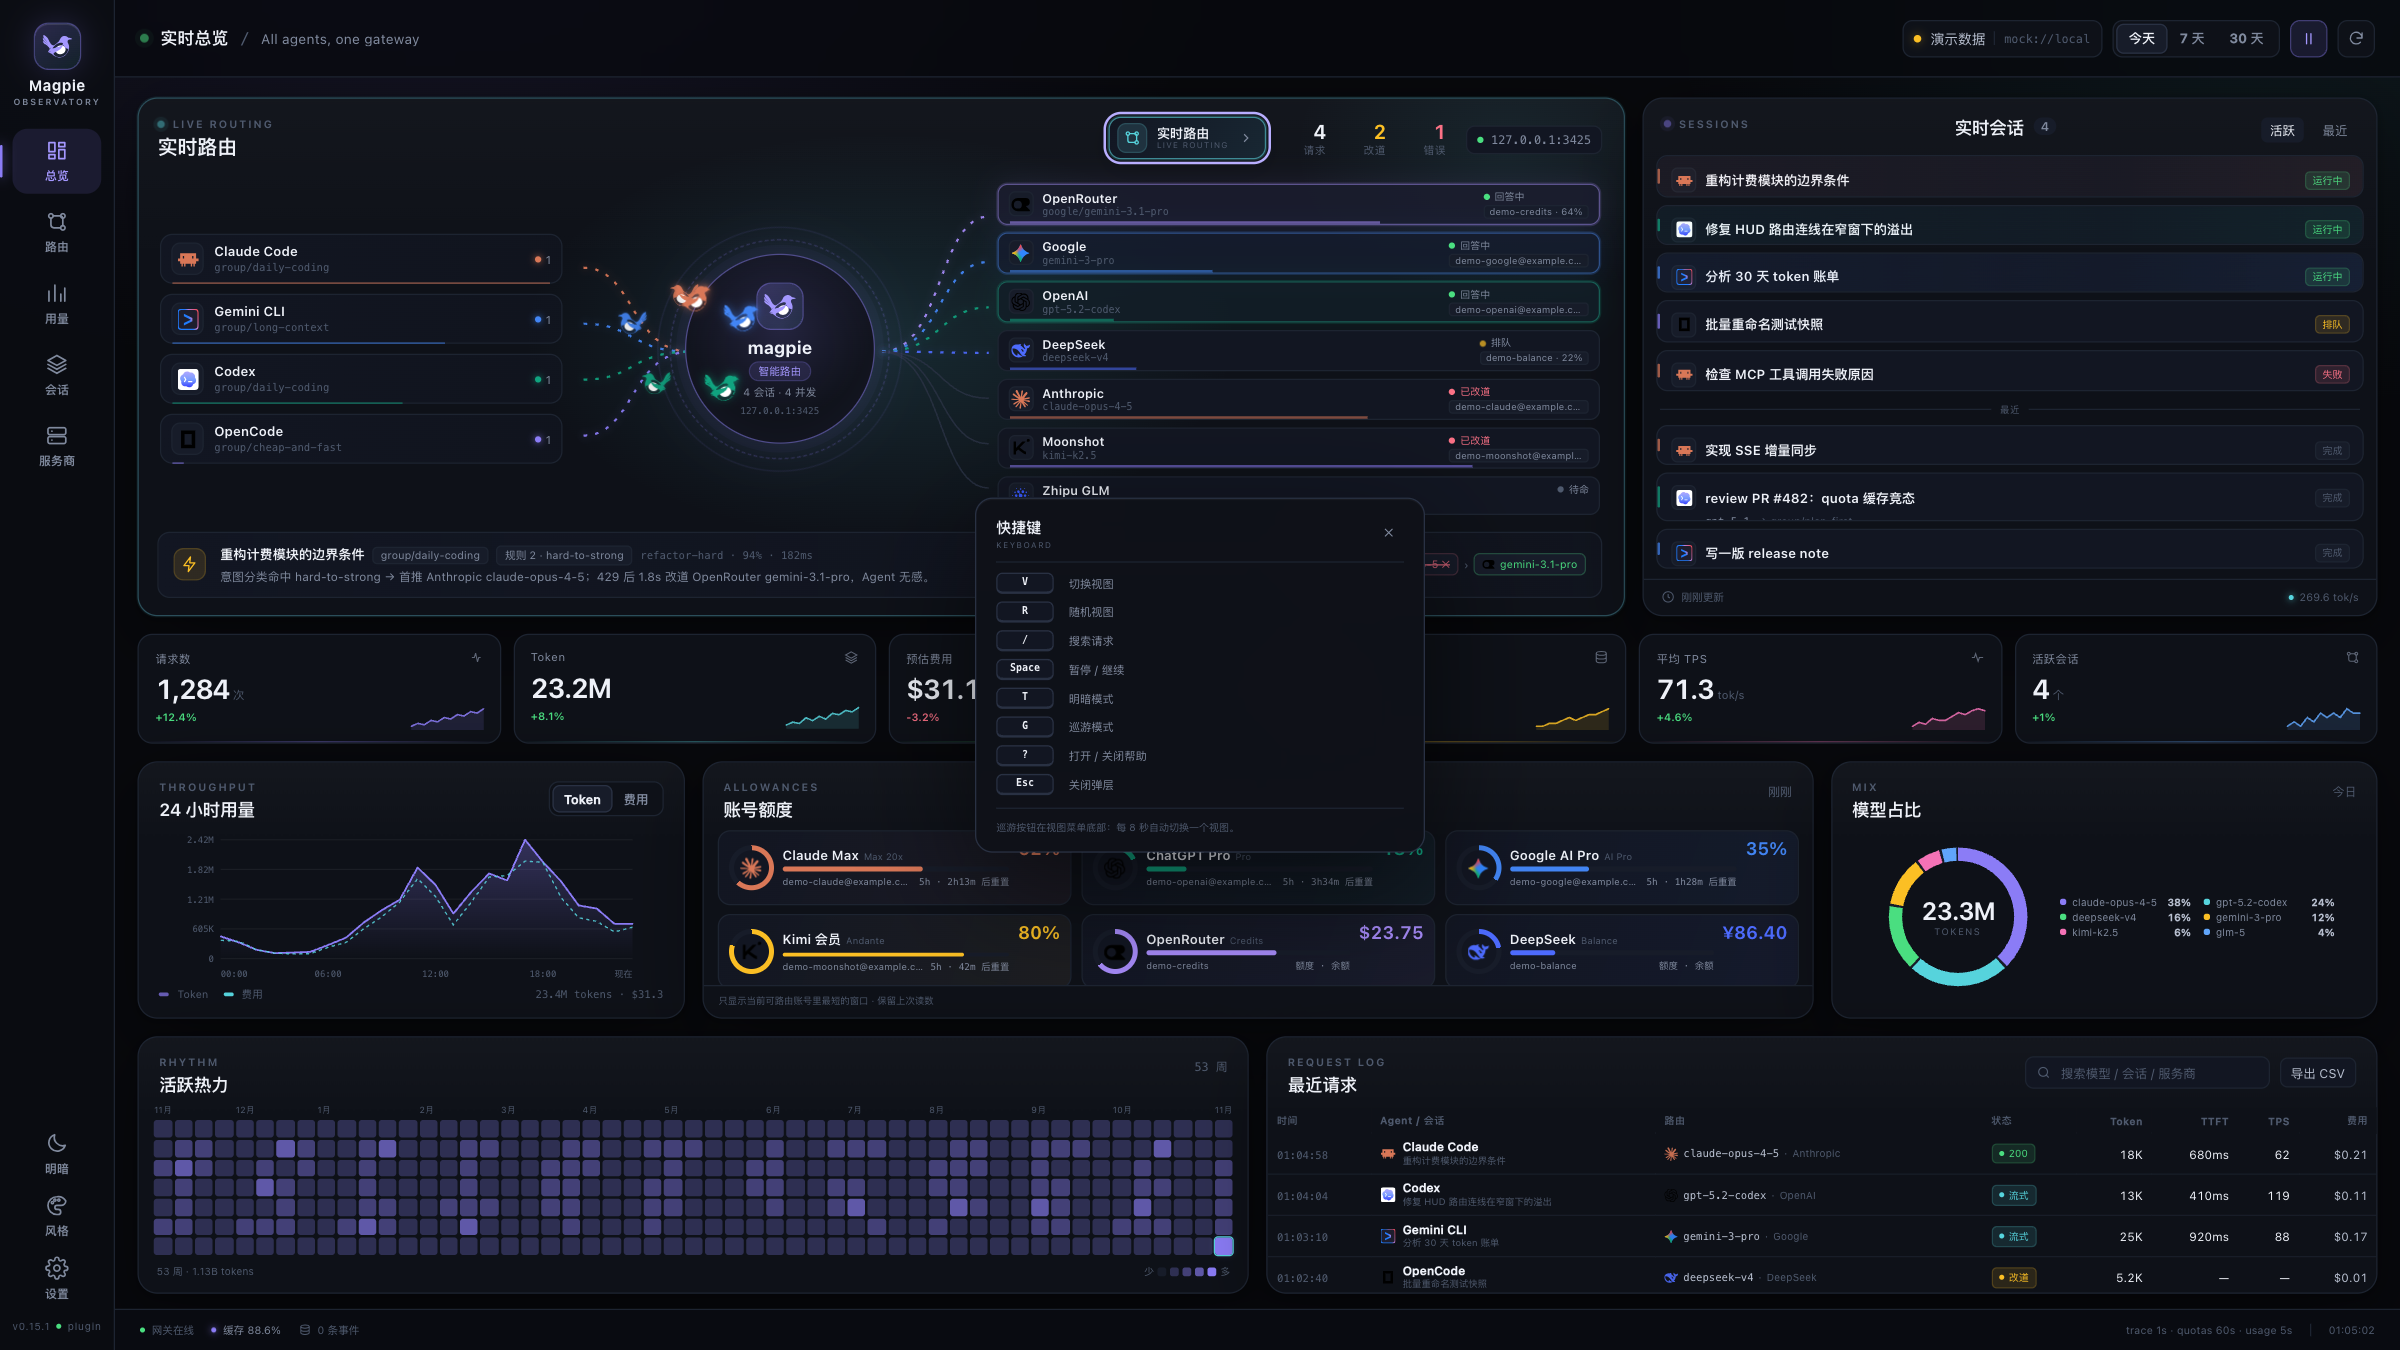 Magpie
OBSERVATORY
总览
路由
用量
会话
服务商
明暗
风格
设置
v0.15.1 plugin
实时总览 / All agents, one gateway
演示数据 mock://local
今天 7 天 30 天
LIVE ROUTING
实时路由
实时路由
LIVE ROUTING
4 请求
2 改道
1 错误
127.0.0.1:3425
Claude Code
group/daily-coding
1
Gemini CLI
group/long-context
1
Codex
group/daily-coding
1
OpenCode
group/cheap-and-fast
1
magpie
智能路由
4 会话 · 4 并发
127.0.0.1:3425
OpenRouter
google/gemini-3.1-pro
回答中
demo-credits · 64%
Google
gemini-3-pro
回答中
demo-google@example.c…
OpenAI
gpt-5.2-codex
回答中
demo-openai@example.c…
DeepSeek
deepseek-v4
排队
demo-balance · 22%
Anthropic
claude-opus-4-5
已改道
demo-claude@example.c…
Moonshot
kimi-k2.5
已改道
demo-moonshot@exampl…
Zhipu GLM
待命
重构计费模块的边界条件 group/daily-coding 规则 2 · hard-to-strong refactor-hard · 94% · 182ms
意图分类命中 hard-to-strong → 首推 Anthropic claude-opus-4-5；429 后 1.8s 改道 OpenRouter gemini-3.1-pro，Agent 无感。
-5 × › gemini-3.1-pro
SESSIONS
实时会话 4
活跃 最近
重构计费模块的边界条件 运行中
修复 HUD 路由连线在窄窗下的溢出 运行中
分析 30 天 token 账单 运行中
批量重命名测试快照 排队
检查 MCP 工具调用失败原因 失败
最近
实现 SSE 增量同步 完成
review PR #482：quota 缓存竞态 完成
写一版 release note 完成
刚刚更新 269.6 tok/s
快捷键
KEYBOARD
V 切换视图
R 随机视图
/ 搜索请求
Space 暂停 / 继续
T 明暗模式
G 巡游模式
? 打开 / 关闭帮助
Esc 关闭弹层
巡游按钮在视图菜单底部：每 8 秒自动切换一个视图。
请求数
1,284 次
+12.4%
Token
23.2M
+8.1%
预估费用
$31.1
-3.2%
平均 TPS
71.3 tok/s
+4.6%
活跃会话
4 个
+1%
THROUGHPUT
24 小时用量
Token 费用
2.42M
1.82M
1.21M
605K
0
00:00 06:00 12:00 18:00 现在
Token 费用 23.4M tokens · $31.3
ALLOWANCES
账号额度
刚刚
Claude Max Max 20x
demo-claude@example.c… 5h · 2h13m 后重置
ChatGPT Pro Pro
demo-openai@example.c… 5h · 3h34m 后重置
Google AI Pro AI Pro 35%
demo-google@example.c… 5h · 1h28m 后重置
Kimi 会员 Andante 80%
demo-moonshot@example.c… 5h · 42m 后重置
OpenRouter Credits $23.75
demo-credits 额度 · 余额
DeepSeek Balance ¥86.40
demo-balance 额度 · 余额
只显示当前可路由账号里最短的窗口 · 保留上次读数
MIX
模型占比
今日
23.3M
TOKENS
claude-opus-4-5 38% gpt-5.2-codex 24%
deepseek-v4 16% gemini-3-pro 12%
kimi-k2.5 6% glm-5 4%
RHYTHM
活跃热力
53 周
11月 12月 1月 2月 3月 4月 5月 6月 7月 8月 9月 10月 11月
53 周 · 1.13B tokens
少 多
REQUEST LOG
最近请求
搜索模型 / 会话 / 服务商 导出 CSV
时间 Agent / 会话 路由 状态 Token TTFT TPS 费用
01:04:58 Claude Code claude-opus-4-5 · Anthropic 200 18K 680ms 62 $0.21
重构计费模块的边界条件
01:04:04 Codex gpt-5.2-codex · OpenAI 流式 13K 410ms 119 $0.11
修复 HUD 路由连线在窄窗下的溢出
01:03:10 Gemini CLI gemini-3-pro · Google 流式 25K 920ms 88 $0.17
分析 30 天 token 账单
01:02:40 OpenCode deepseek-v4 · DeepSeek 改道 5.2K — — $0.01
批量重命名测试快照
网关在线 缓存 88.6% 0 条事件
trace 1s · quotas 60s · usage 5s 01:05:02